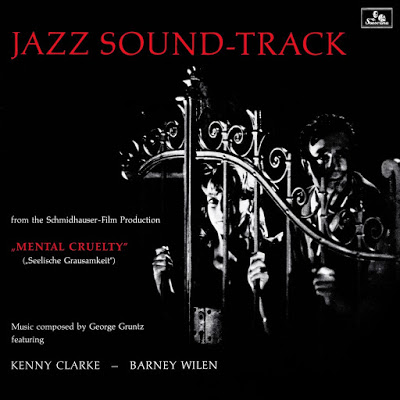 JAZZ SOUND-TRACK
from the Schmidhauser-Film Production
„MENTAL CRUELTY"
(„Seelische Grausamkeit")
Music composed by George Gruntz
featuring
KENNY CLARKE – BARNEY WILEN